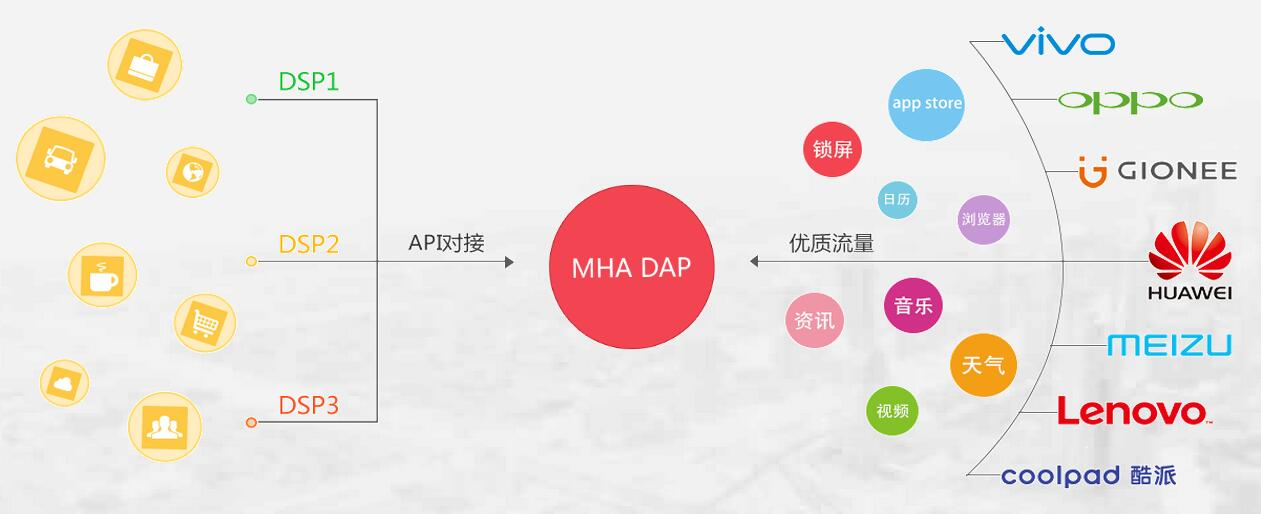 DSP1
DSP2
DSP3
API对接
MHA DAP
优质流量
app store
锁屏
日历
浏览器
资讯
音乐
天气
视频
vivo
oppo
GIONEE
HUAWEI
MEIZU
Lenovo™
coolpad 酷派